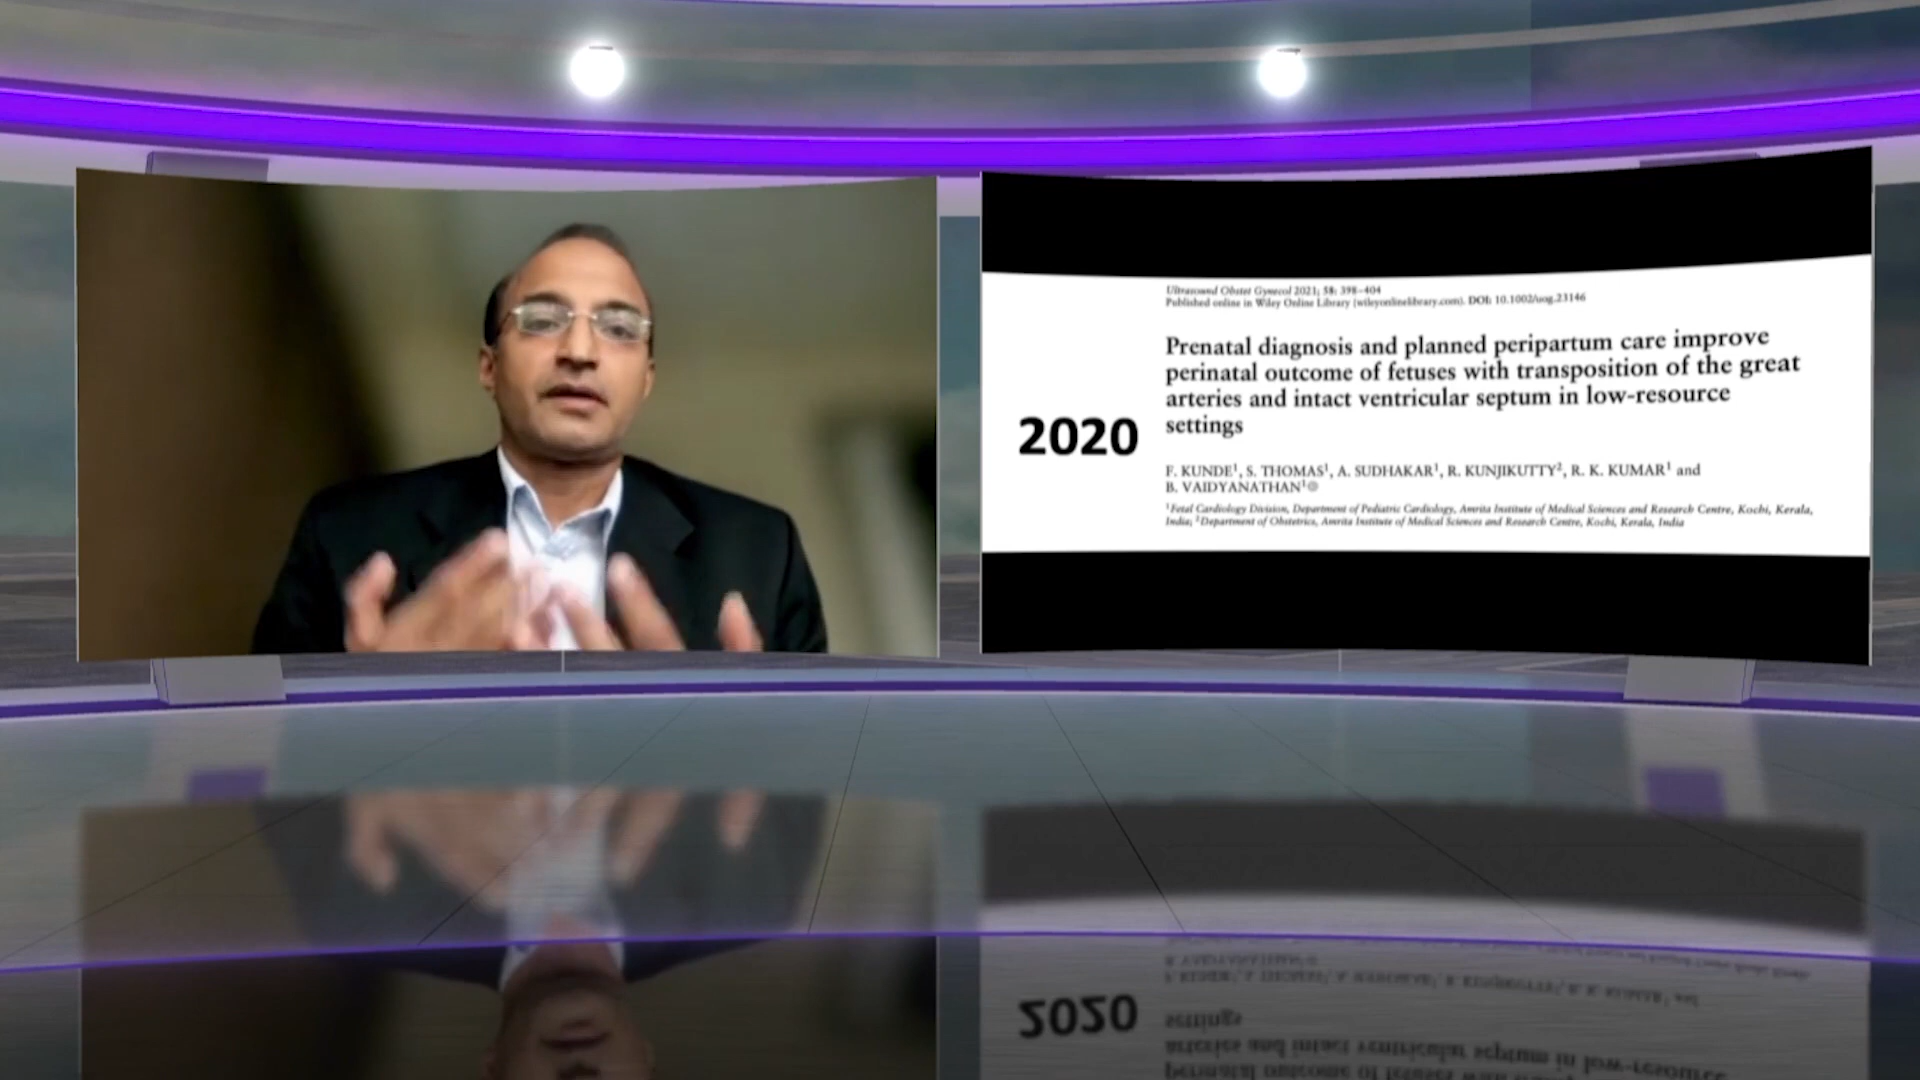 Ultrasound Obstet Gynecol 2021; 58: 398–404
Published online in Wiley Online Library (wileyonlinelibrary.com). DOI: 10.1002/uog.23146
Prenatal diagnosis and planned peripartum care improve
perinatal outcome of fetuses with transposition of the great
arteries and intact ventricular septum in low-resource
settings
2020
F. KUNDE¹, S. THOMAS¹, A. SUDHAKAR¹, R. KUNJIKUTTY², R. K. KUMAR¹ and
B. VAIDYANATHAN¹
¹Fetal Cardiology Division, Department of Pediatric Cardiology, Amrita Institute of Medical Sciences and Research Centre, Kochi, Kerala,
India; ²Department of Obstetrics, Amrita Institute of Medical Sciences and Research Centre, Kochi, Kerala, India